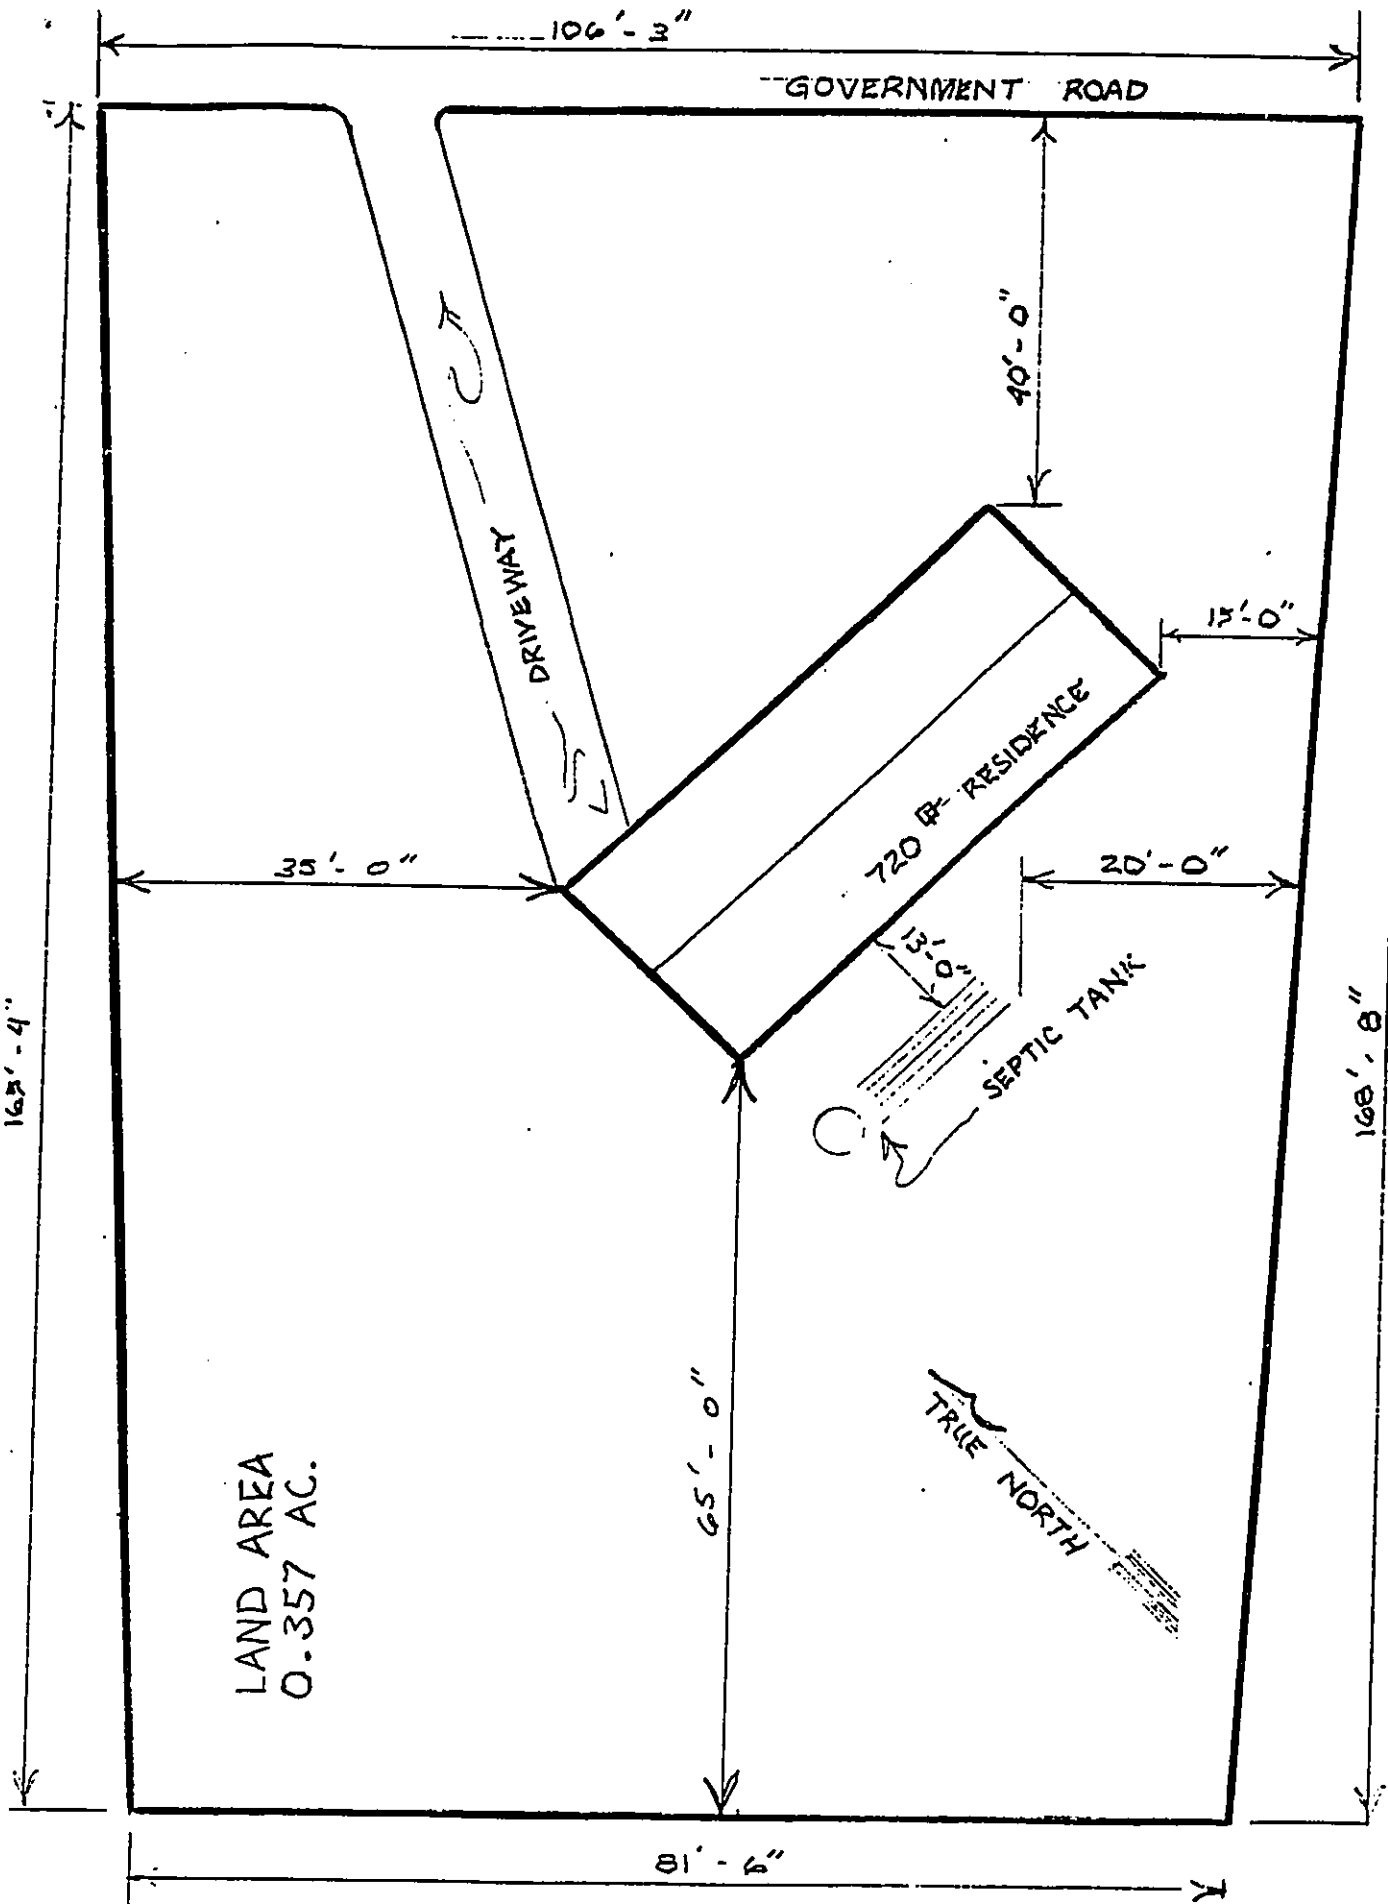 106'-3"
GOVERNMENT ROAD
40'-0"
DRIVEWAY
15'-0"
720 ⏍ RESIDENCE
35'-0"
20'-0"
13'-0"
SEPTIC TANK
165'-4"
168'. 8"
65'-0"
TRUE NORTH
LAND AREA
0.357 AC.
81'-6"